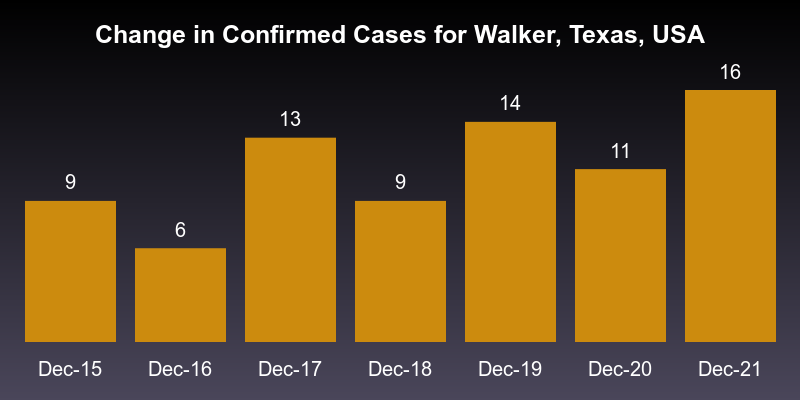 Change in Confirmed Cases for Walker, Texas, USA
9
6
13
9
14
11
16
Dec-15
Dec-16
Dec-17
Dec-18
Dec-19
Dec-20
Dec-21